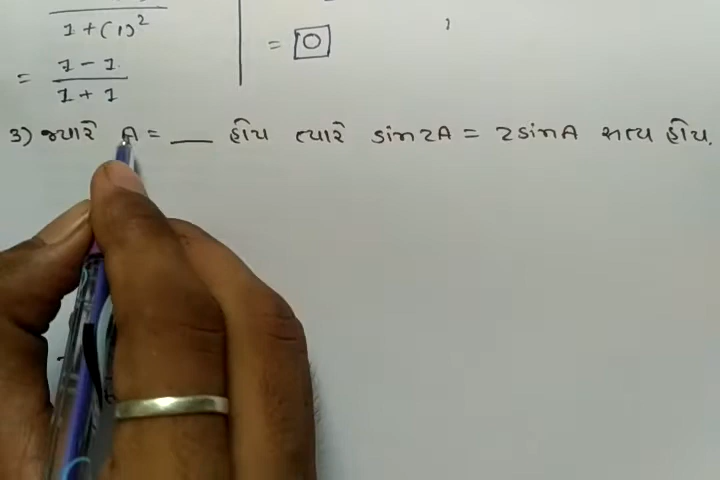 1+(1)²
= 1-1
1+1
= 0
3) જ્યારે A = ___ હોય ત્યારે sin2A = 2sinA સત્ય હોય.